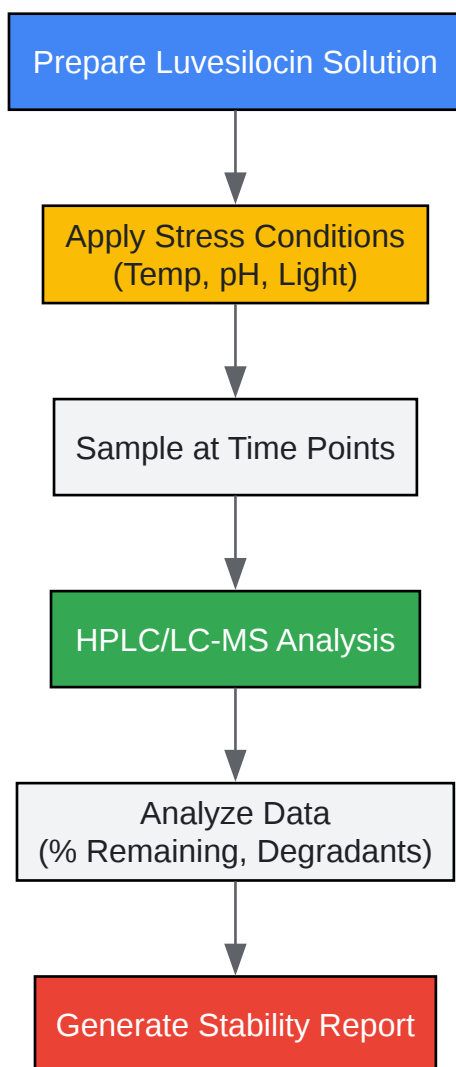 Prepare Luvesilocin Solution
Apply Stress Conditions
(Temp, pH, Light)
Sample at Time Points
HPLC/LC-MS Analysis
Analyze Data
(% Remaining, Degradants)
Generate Stability Report